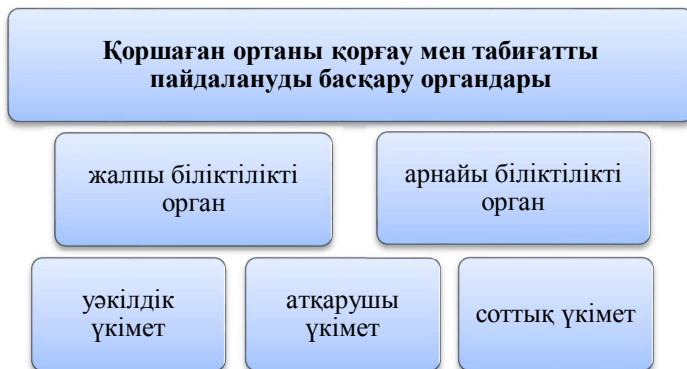 Қоршаған ортаны қорғау мен табиғатты
пайдалануды басқару органдары
жалпы біліктілікті
орган
арнайы біліктілікті
орган
уәкілдік
үкімет
атқарушы
үкімет
соттық үкімет